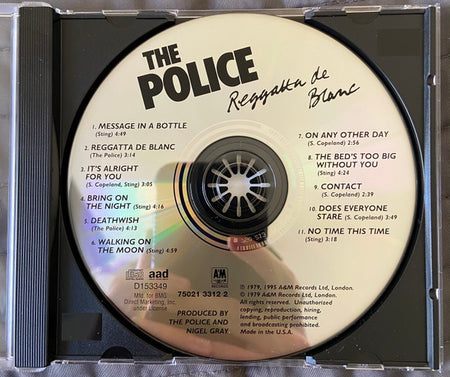 THE
POLICE
Reggatta de
Blanc
1. MESSAGE IN A BOTTLE
(Sting) 4:49
2. REGGATTA DE BLANC
(The Police) 3:14
3. IT'S ALRIGHT
FOR YOU
(S. Copeland, Sting) 3:05
4. BRING ON
THE NIGHT (Sting) 4:16
5. DEATHWISH
(The Police) 4:13
6. WALKING ON
THE MOON (Sting) 4:59
7. ON ANY OTHER DAY
(S. Copeland) 2:56
8. THE BED'S TOO BIG
WITHOUT YOU
(Sting) 4:24
9. CONTACT
(S. Copeland) 2:39
10. DOES EVERYONE
STARE (S. Copeland) 3:49
11. NO TIME THIS TIME
(Sting) 3:18
aad
D153349
Mfd. for BMG
Direct Marketing, Inc.
under License
75021 3312 2
PRODUCED BY
THE POLICE AND
NIGEL GRAY
A&M
℗ 1979, 1995 A&M Records Ltd, London.
© 1979 A&M Records Ltd, London.
All rights reserved. Unauthorized
copying, reproduction, hiring,
lending, public performance
and broadcasting prohibited.
Made in the U.S.A.